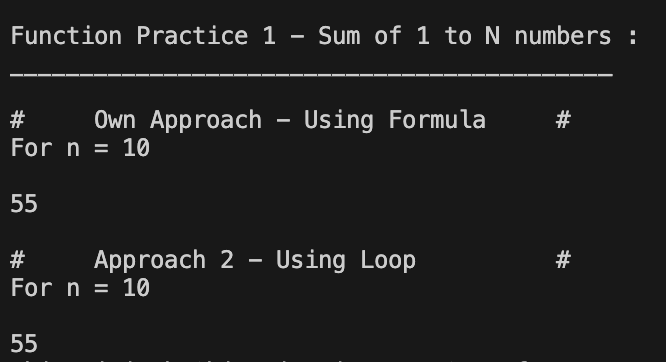 Function Practice 1 – Sum of 1 to N numbers :
___________________________________________
#     Own Approach – Using Formula     #
For n = 10
55
#     Approach 2 – Using Loop          #
For n = 10
55